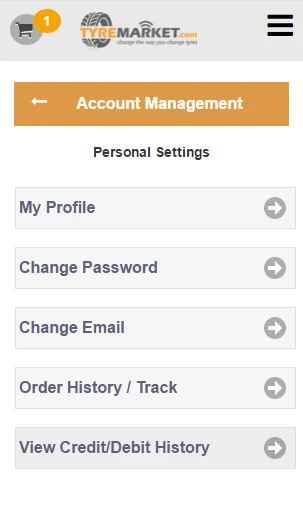 1
TYREMARKET.com
change the way you change tyres
Account Management
Personal Settings
My Profile
Change Password
Change Email
Order History / Track
View Credit/Debit History